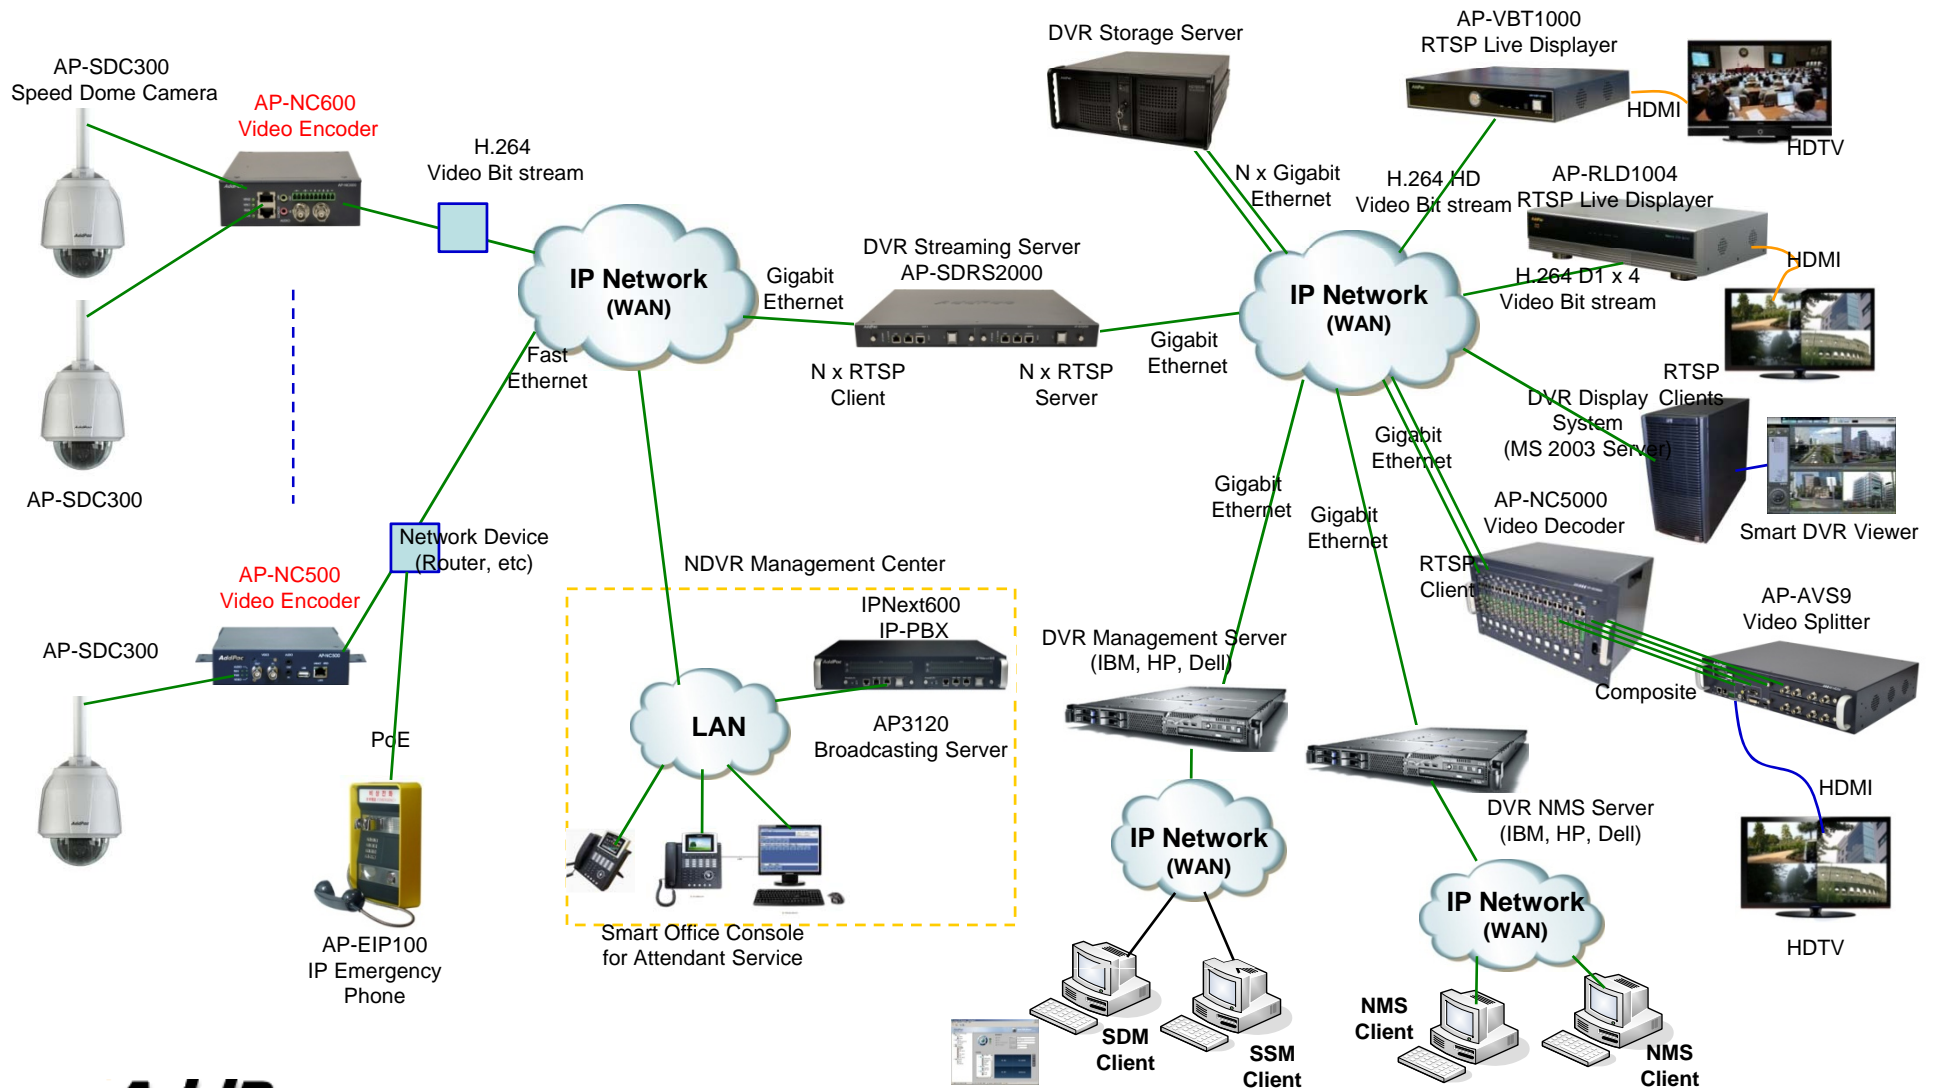 AP-SDC300
Speed Dome Camera
AP-NC600
Video Encoder
H.264
Video Bit stream
DVR Storage Server
AP-VBT1000
RTSP Live Displayer
HDMI
HDTV
N x Gigabit
Ethernet
H.264 HD
Video Bit stream
AP-RLD1004
RTSP Live Displayer
HDMI
H.264 D1 x 4
Video Bit stream
IP Network
(WAN)
Gigabit
Ethernet
DVR Streaming Server
AP-SDRS2000
N x RTSP
Client
N x RTSP
Server
Gigabit
Ethernet
IP Network
(WAN)
Fast
Ethernet
RTSP
Clients
DVR Display
System
(MS 2003 Server)
Smart DVR Viewer
AP-SDC300
Network Device
(Router, etc)
AP-NC500
Video Encoder
AddPac
AP-NC500
AP-SDC300
PoE
AP-EIP100
IP Emergency
Phone
NDVR Management Center
IPNext600
IP-PBX
LAN
AP3120
Broadcasting Server
Smart Office Console
for Attendant Service
Gigabit
Ethernet
Gigabit
Ethernet
Gigabit
Ethernet
AP-NC5000
Video Decoder
RTSP
Client
AP-AVS9
Video Splitter
Composite
HDMI
HDTV
DVR Management Server
(IBM, HP, Dell)
IP Network
(WAN)
SDM
Client
SSM
Client
DVR NMS Server
(IBM, HP, Dell)
IP Network
(WAN)
NMS
Client
NMS
Client